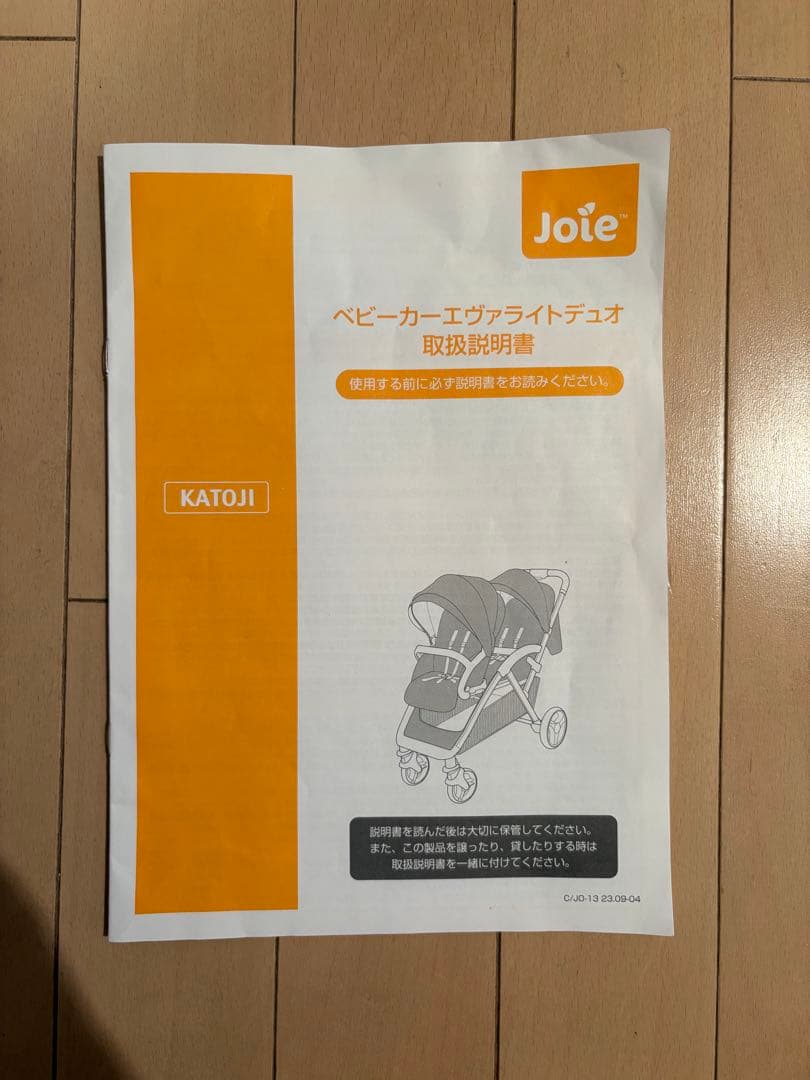 Joie™
ベビーカーエヴァライトデュオ
取扱説明書
使用する前に必ず説明書をお読みください。
KATOJI
説明書を読んだ後は大切に保管してください。
また、この製品を譲ったり、貸したりする時は
取扱説明書を一緒に付けてください。
C/JD-13 23.09-04